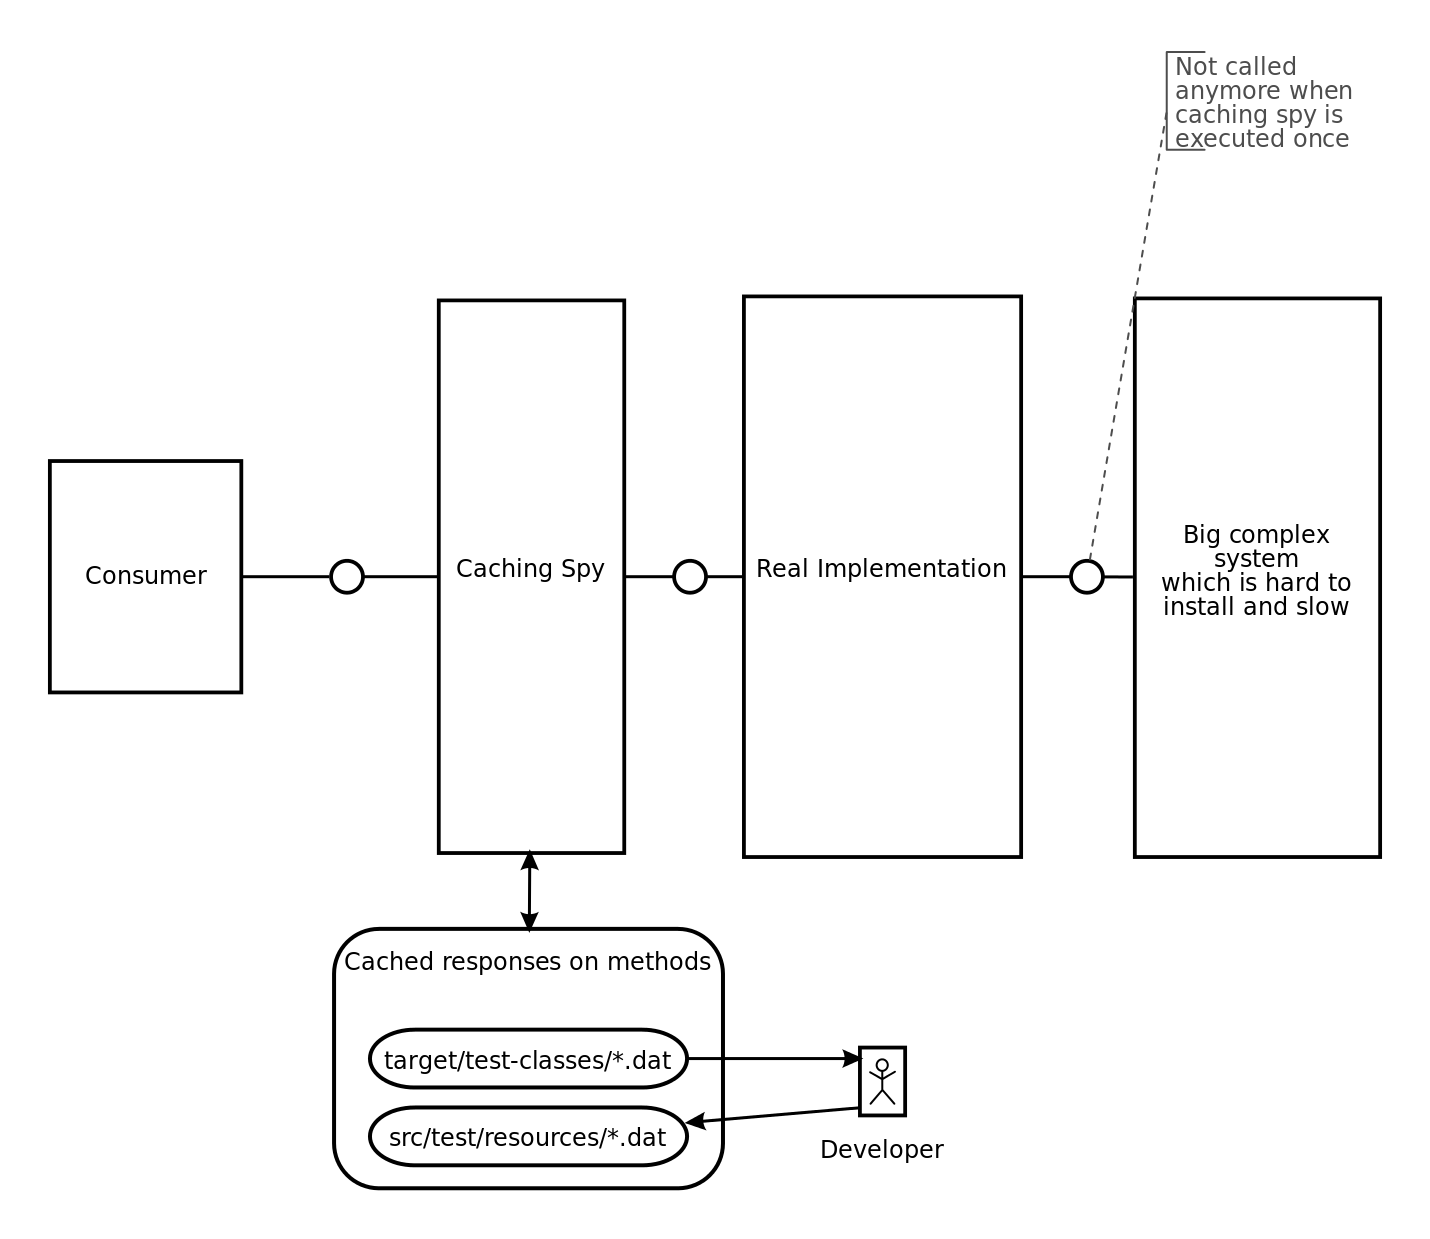 Not called
anymore when
caching spy is
executed once
Consumer
Caching Spy
Real Implementation
Big complex
system
which is hard to
install and slow
Cached responses on methods
target/test-classes/*.dat
src/test/resources/*.dat
Developer